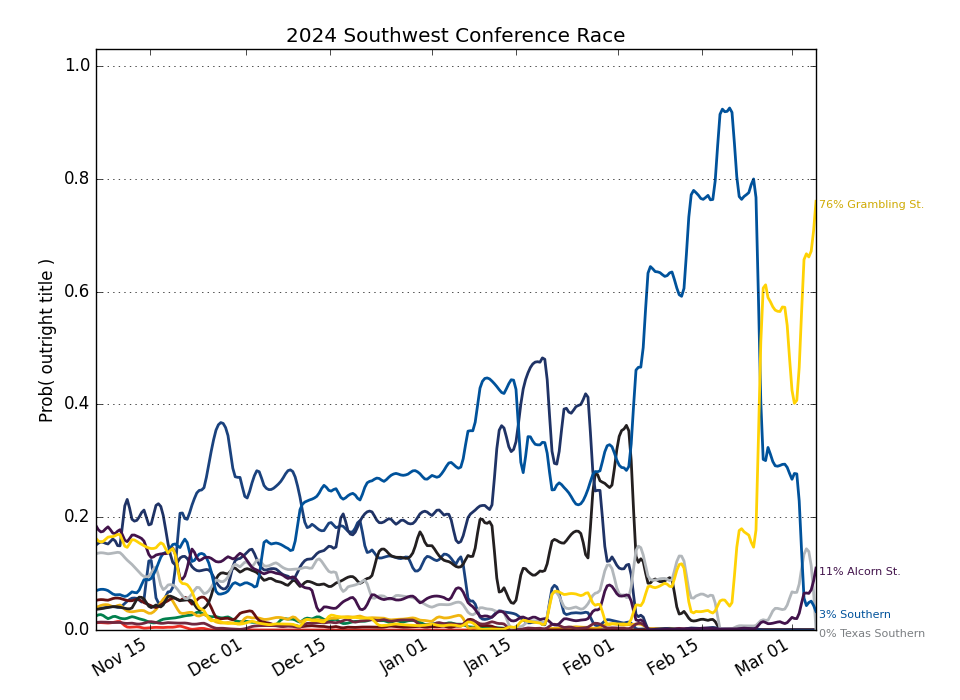 2024 Southwest Conference Race
Prob( outright title )
1.0
0.8
0.6
0.4
0.2
0.0
76% Grambling St.
11% Alcorn St.
3% Southern
0% Texas Southern
Nov 15
Dec 01
Dec 15
Jan 01
Jan 15
Feb 01
Feb 15
Mar 01